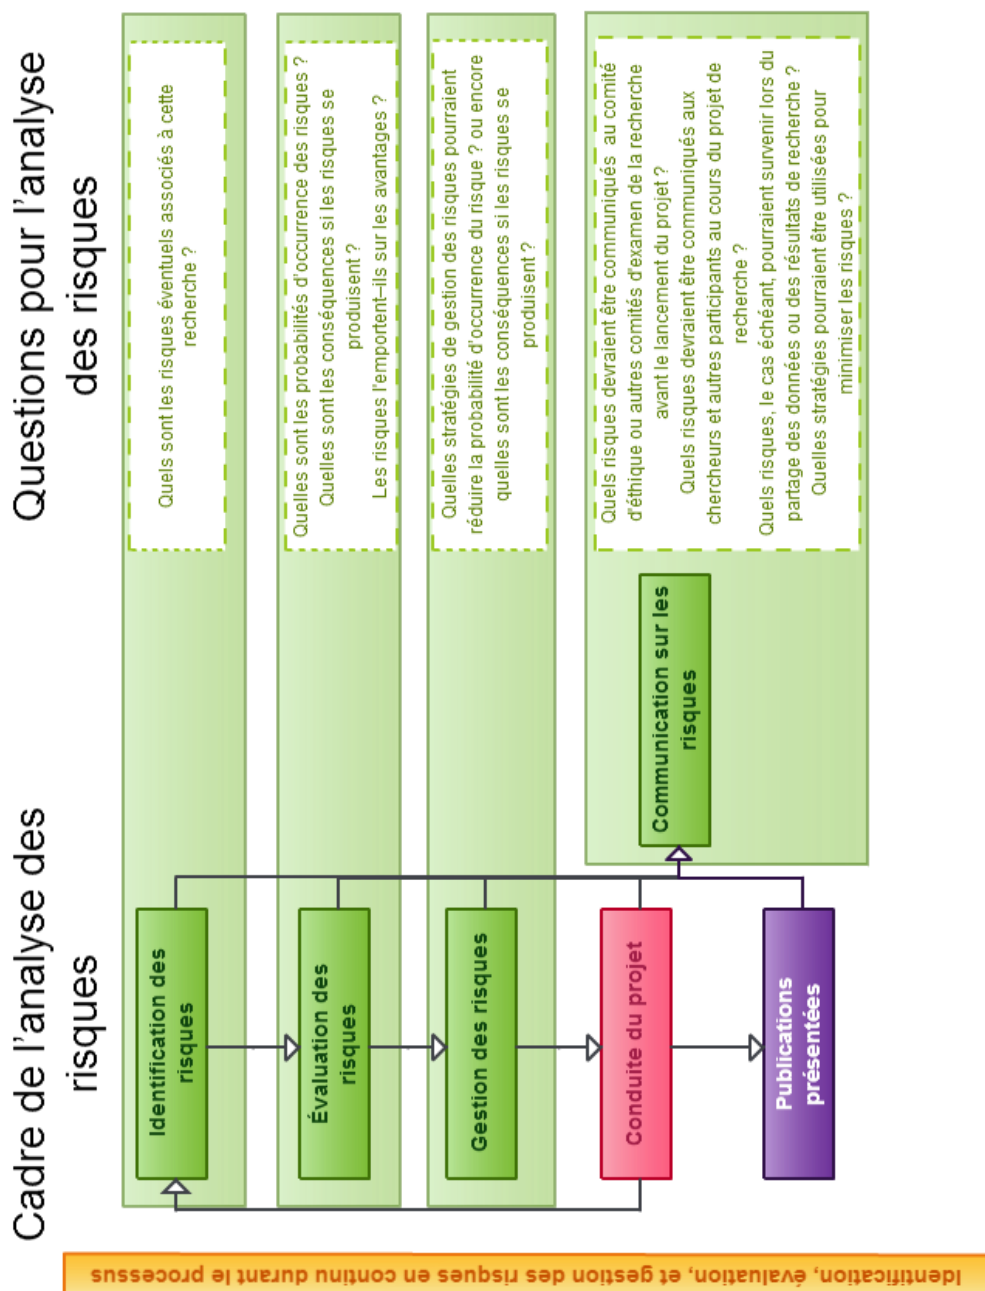 Cadre de l'analyse des
risques
Questions pour l'analyse
des risques
Identification des
risques
Quels sont les risques éventuels associés à cette
recherche ?
Évaluation des
risques
Quelles sont les probabilités d'occurrence des risques ?
Quelles sont les conséquences si les risques se
produisent ?
Les risques l'emportent-ils sur les avantages ?
Gestion des risques
Quelles stratégies de gestion des risques pourraient
réduire la probabilité d'occurrence du risque ? ou encore
quelles sont les conséquences si les risques se
produisent ?
Conduite du projet
Publications
présentées
Communication sur les
risques
Quels risques devraient être communiqués au comité
d'éthique ou autres comités d'examen de la recherche
avant le lancement du projet ?
Quels risques devraient être communiqués aux
chercheurs et autres participants au cours du projet de
recherche ?
Quels risques, le cas échéant, pourraient survenir lors du
partage des données ou des résultats de recherche ?
Quelles stratégies pourraient être utilisées pour
minimiser les risques ?
Identification, évaluation, et gestion des risques en continu durant le processus